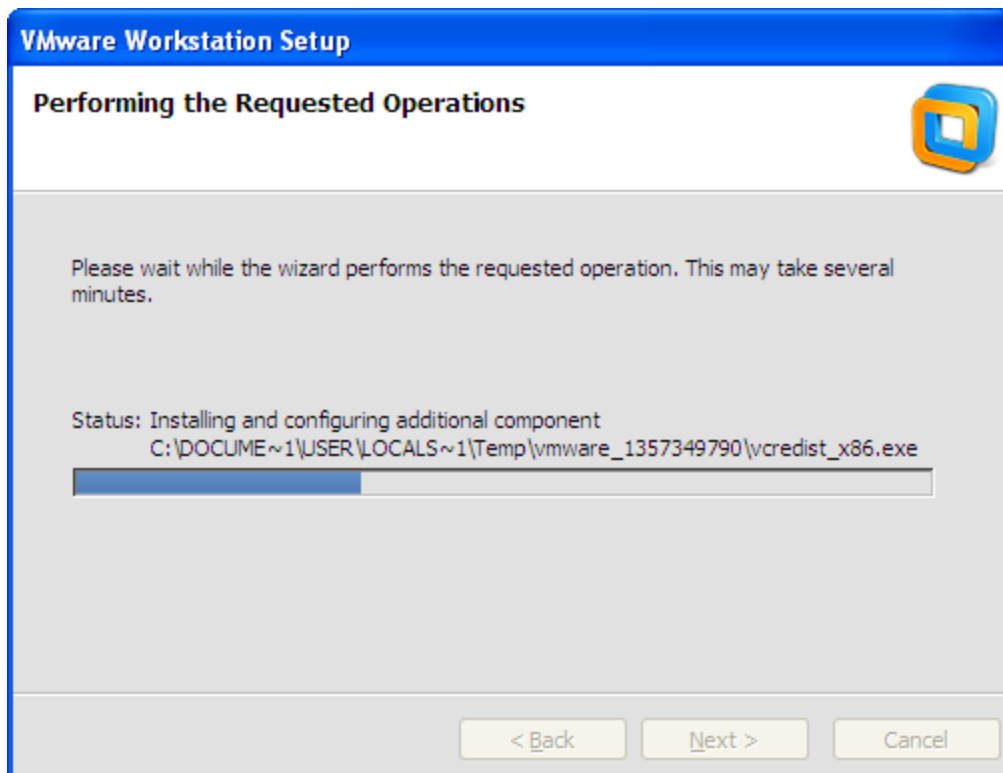 VMware Workstation Setup
Performing the Requested Operations
Please wait while the wizard performs the requested operation. This may take several
minutes.
Status: Installing and configuring additional component
C:\DOCUME~1\USER\LOCALS~1\Temp\vmware_1357349790\vcredist_x86.exe
< Back Next > Cancel